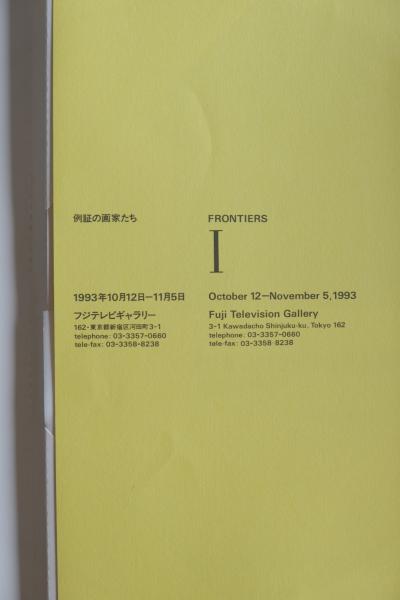 例証の画家たち
FRONTIERS
I
1993年10月12日—11月5日
フジテレビギャラリー
162・東京都新宿区河田町3-1
telephone: 03-3357-0660
tele·fax: 03-3358-8238
October 12—November 5, 1993
Fuji Television Gallery
3-1 Kawadacho Shinjuku-ku, Tokyo 162
telephone: 03-3357-0660
tele·fax: 03-3358-8238